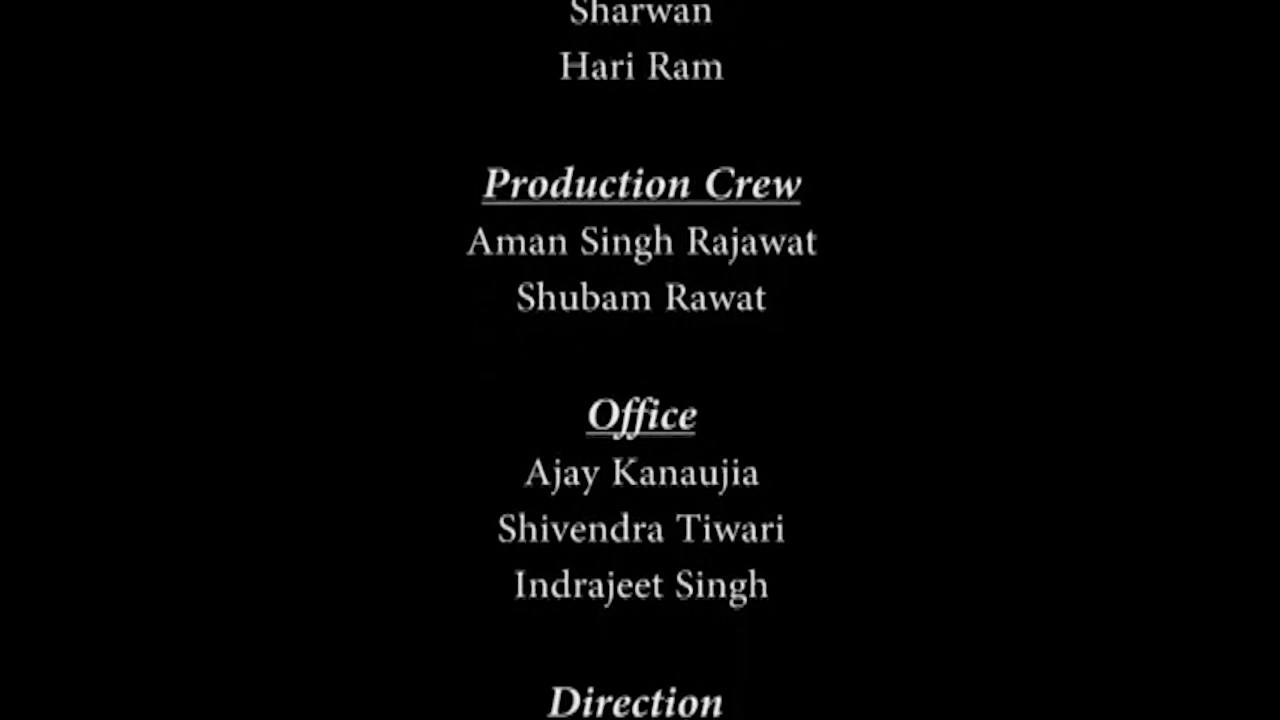 Sharwan
Hari Ram
Production Crew
Aman Singh Rajawat
Shubam Rawat
Office
Ajay Kanaujia
Shivendra Tiwari
Indrajeet Singh
Direction